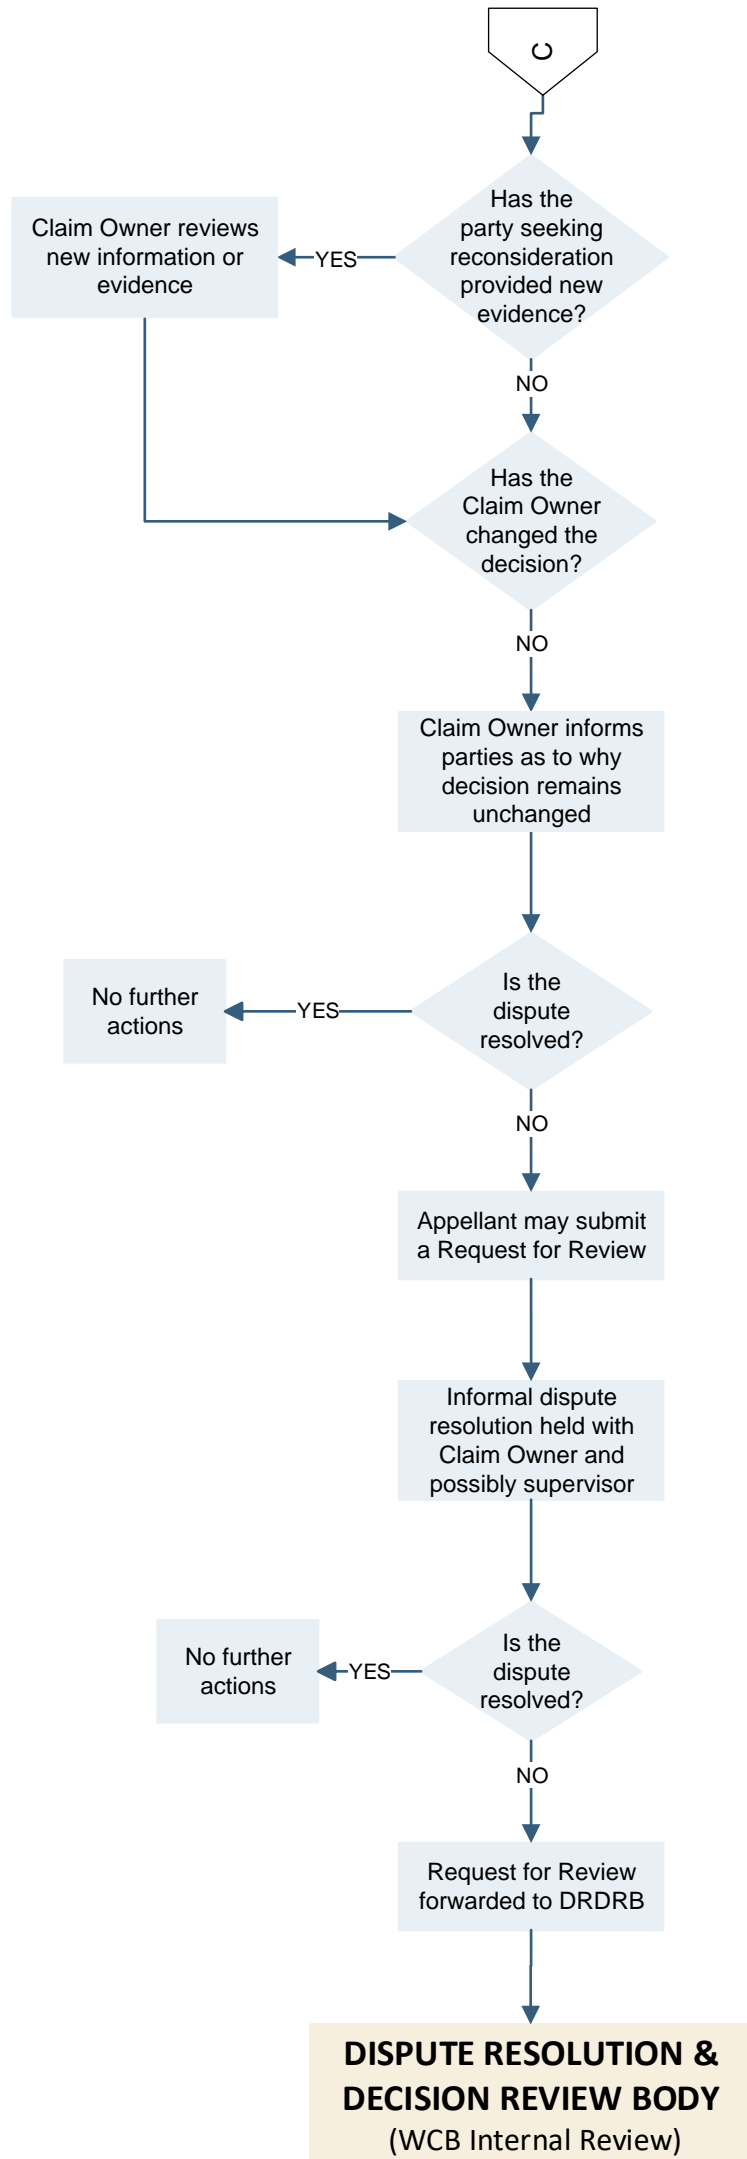 C
Has the
party seeking
reconsideration
provided new
evidence?
YES
Claim Owner reviews
new information or
evidence
NO
Has the
Claim Owner
changed the
decision?
NO
Claim Owner informs
parties as to why
decision remains
unchanged
Is the
dispute
resolved?
YES
No further
actions
NO
Appellant may submit
a Request for Review
Informal dispute
resolution held with
Claim Owner and
possibly supervisor
Is the
dispute
resolved?
YES
No further
actions
NO
Request for Review
forwarded to DRDRB
DISPUTE RESOLUTION &
DECISION REVIEW BODY
(WCB Internal Review)